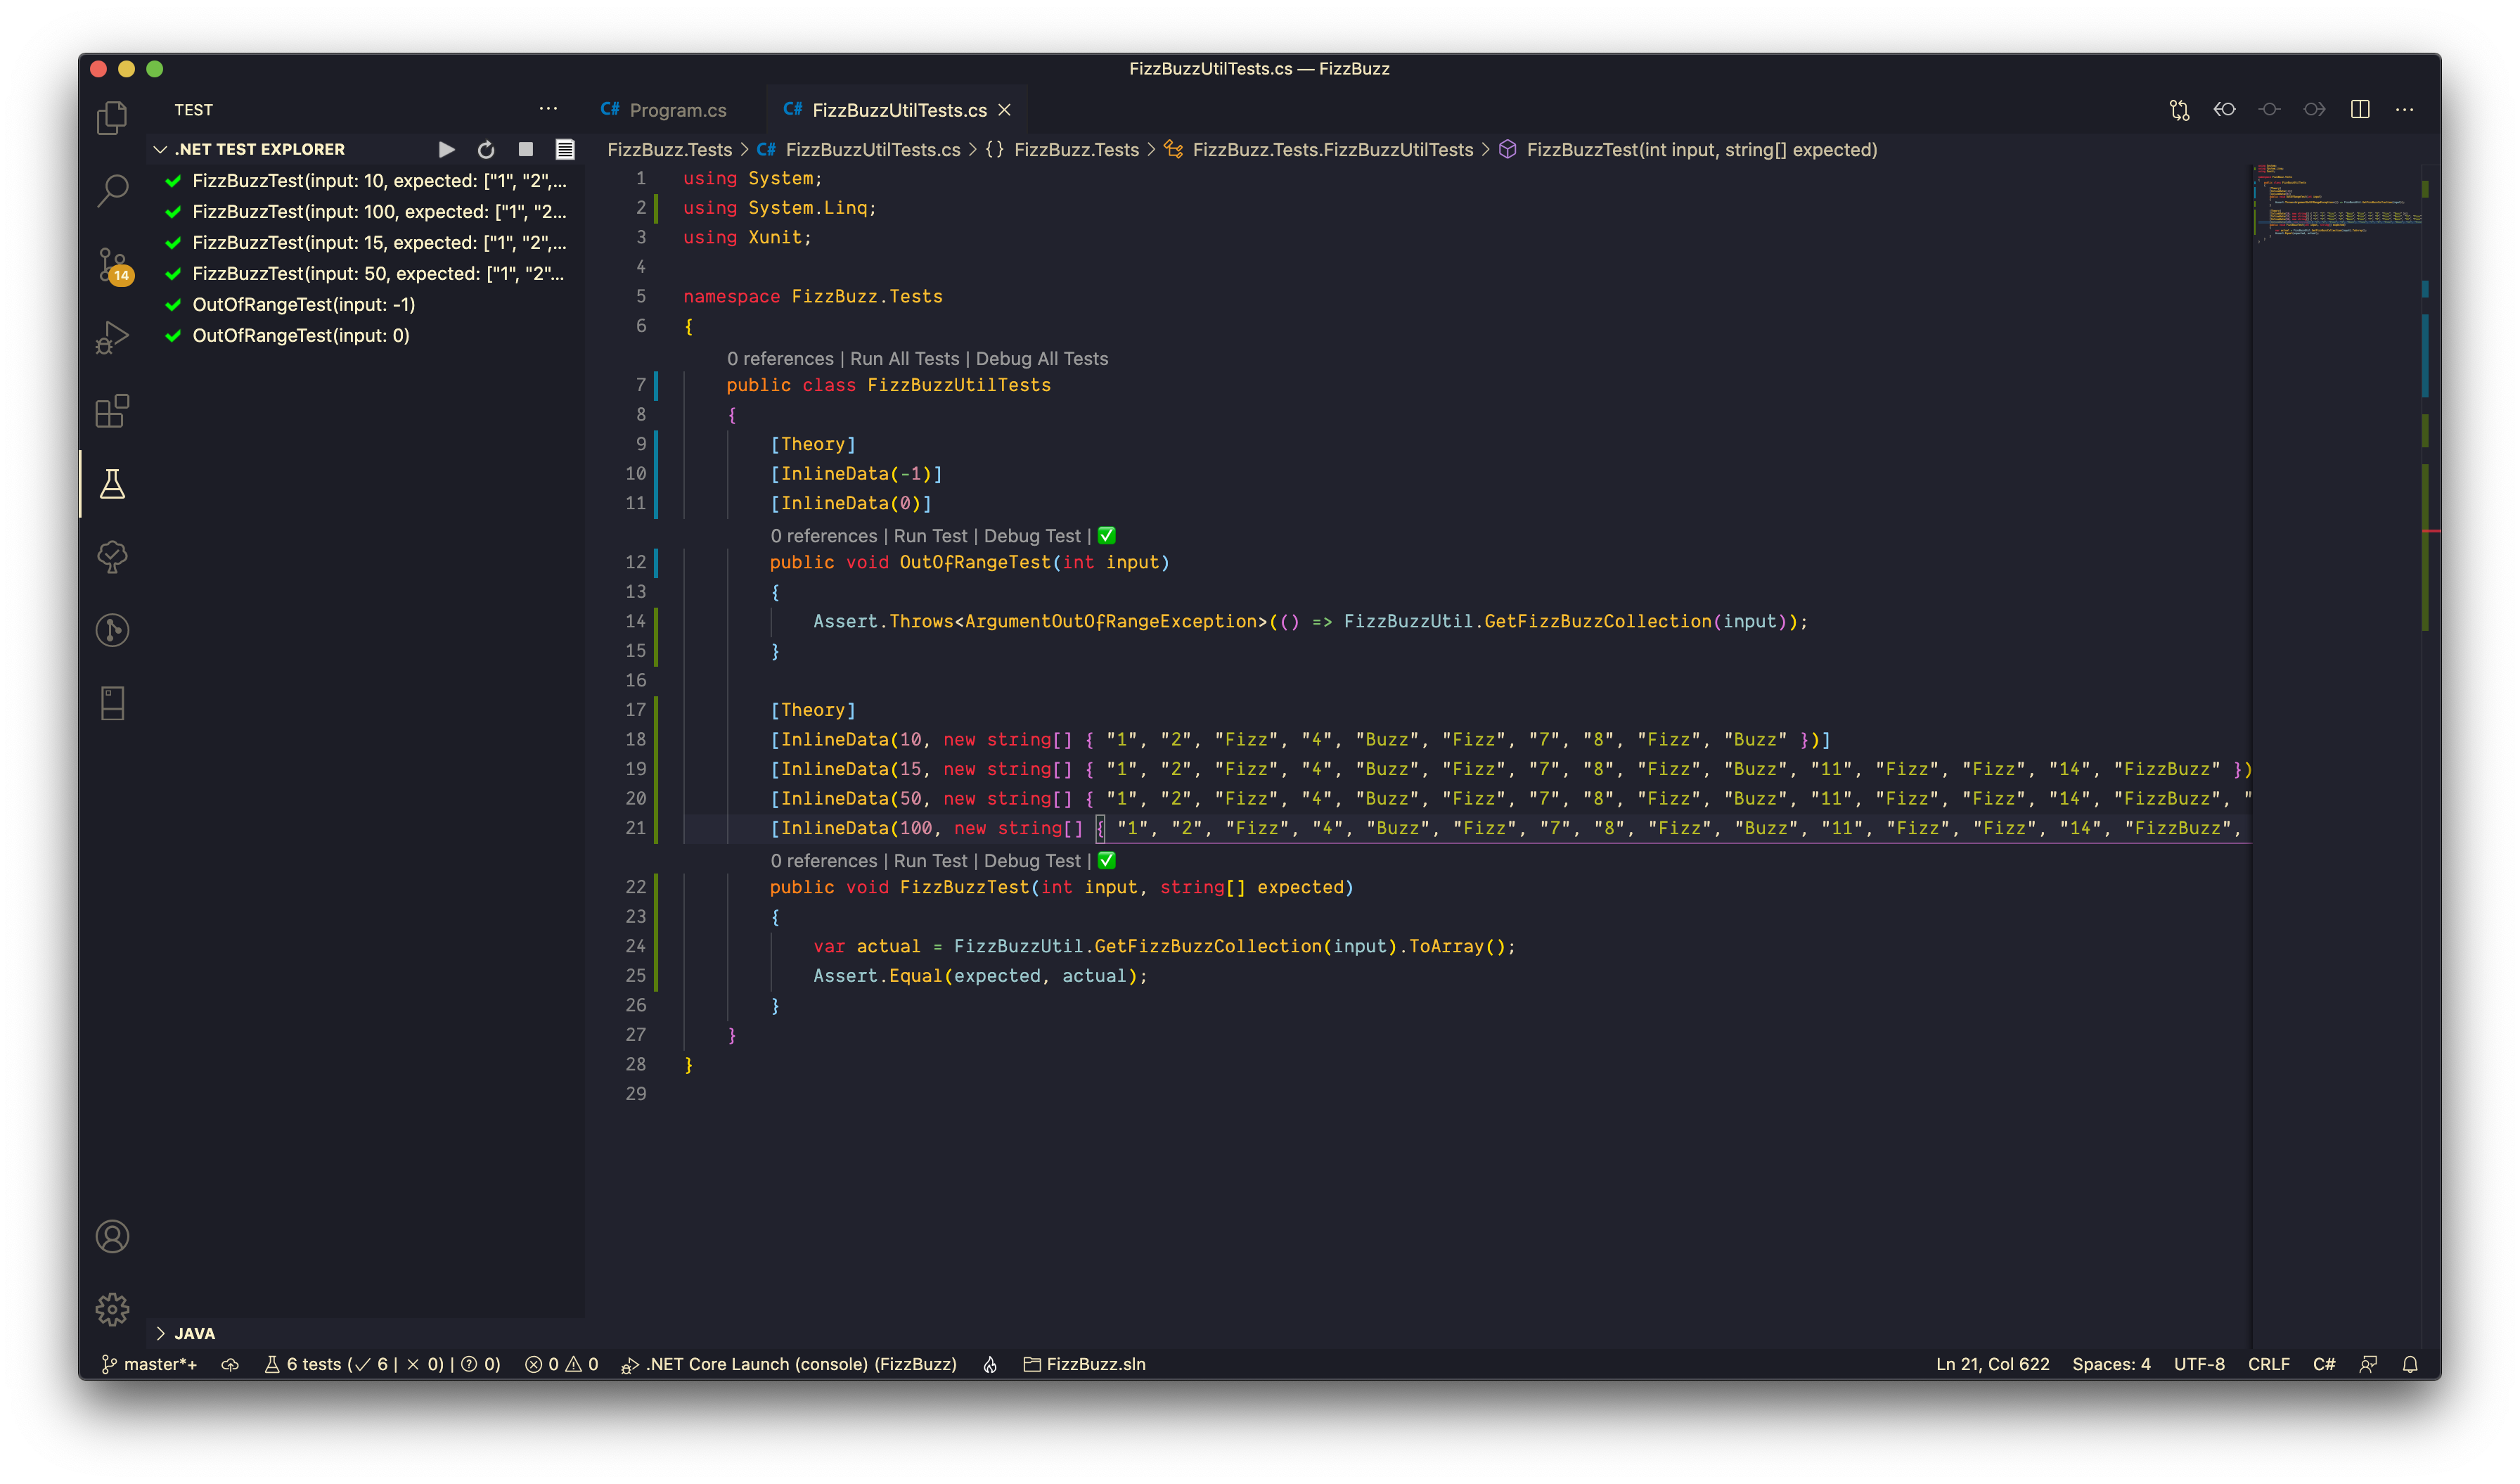 FizzBuzzUtilTests.cs — FizzBuzz
TEST
C# Program.cs
C# FizzBuzzUtilTests.cs
.NET TEST EXPLORER
FizzBuzz.Tests > C# FizzBuzzUtilTests.cs > {} FizzBuzz.Tests > FizzBuzz.Tests.FizzBuzzUtilTests > FizzBuzzTest(int input, string[] expected)
FizzBuzzTest(input: 10, expected: ["1", "2",...
FizzBuzzTest(input: 100, expected: ["1", "2...
FizzBuzzTest(input: 15, expected: ["1", "2",...
FizzBuzzTest(input: 50, expected: ["1", "2"...
OutOfRangeTest(input: -1)
OutOfRangeTest(input: 0)
14
1 using System;
2 using System.Linq;
3 using Xunit;
4
5 namespace FizzBuzz.Tests
6 {
0 references | Run All Tests | Debug All Tests
7 public class FizzBuzzUtilTests
8 {
9 [Theory]
10 [InlineData(-1)]
11 [InlineData(0)]
0 references | Run Test | Debug Test | ✅
12 public void OutOfRangeTest(int input)
13 {
14 Assert.Throws<ArgumentOutOfRangeException>(() => FizzBuzzUtil.GetFizzBuzzCollection(input));
15 }
16
17 [Theory]
18 [InlineData(10, new string[] { "1", "2", "Fizz", "4", "Buzz", "Fizz", "7", "8", "Fizz", "Buzz" })]
19 [InlineData(15, new string[] { "1", "2", "Fizz", "4", "Buzz", "Fizz", "7", "8", "Fizz", "Buzz", "11", "Fizz", "Fizz", "14", "FizzBuzz" })
20 [InlineData(50, new string[] { "1", "2", "Fizz", "4", "Buzz", "Fizz", "7", "8", "Fizz", "Buzz", "11", "Fizz", "Fizz", "14", "FizzBuzz", "
21 [InlineData(100, new string[] { "1", "2", "Fizz", "4", "Buzz", "Fizz", "7", "8", "Fizz", "Buzz", "11", "Fizz", "Fizz", "14", "FizzBuzz",
0 references | Run Test | Debug Test | ✅
22 public void FizzBuzzTest(int input, string[] expected)
23 {
24 var actual = FizzBuzzUtil.GetFizzBuzzCollection(input).ToArray();
25 Assert.Equal(expected, actual);
26 }
27 }
28 }
29
JAVA
master*+
6 tests (✓ 6 | × 0) | ? 0)
0 0
.NET Core Launch (console) (FizzBuzz)
FizzBuzz.sln
Ln 21, Col 622
Spaces: 4
UTF-8
CRLF
C#